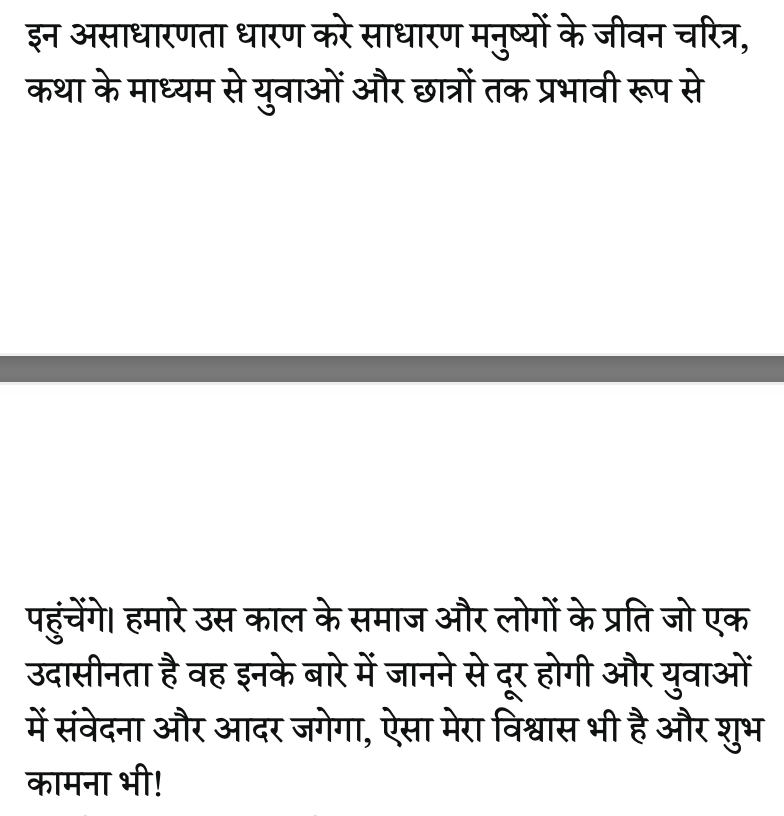 इन असाधारणता धारण करे साधारण मनुष्यों के जीवन चरित्र,
कथा के माध्यम से युवाओं और छात्रों तक प्रभावी रूप से
पहुंचेंगे। हमारे उस काल के समाज और लोगों के प्रति जो एक
उदासीनता है वह इनके बारे में जानने से दूर होगी और युवाओं
में संवेदना और आदर जगेगा, ऐसा मेरा विश्वास भी है और शुभ
कामना भी!